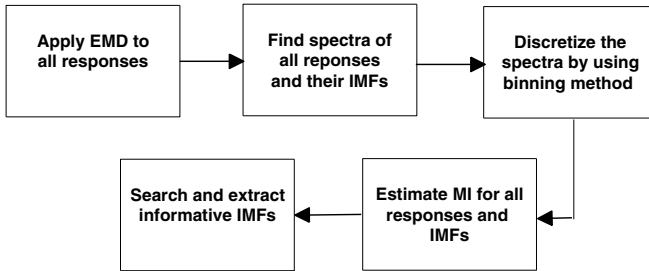 Apply EMD to
all responses
Find spectra of
all reponses
and their IMFs
Discretize the
spectra by using
binning method
Estimate MI for all
responses and
IMFs
Search and extract
informative IMFs